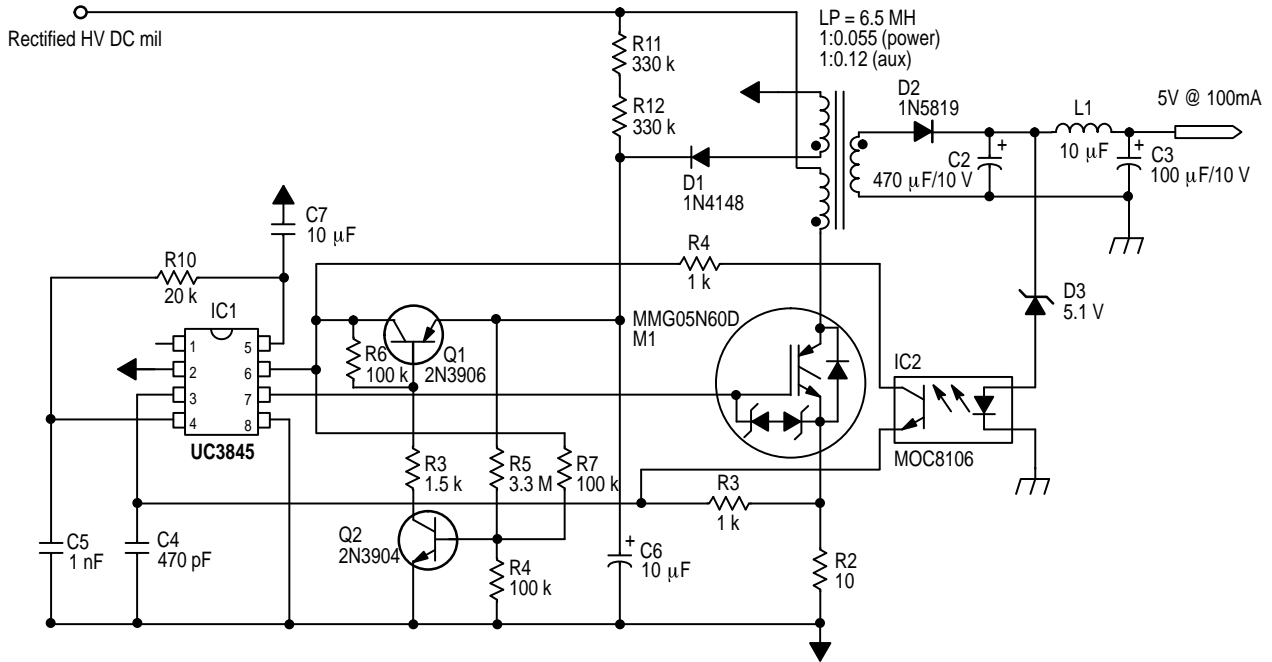 Rectified HV DC mil
R11
330 k
R12
330 k
LP = 6.5 MH
1:0.055 (power)
1:0.12 (aux)
D2
1N5819
L1
10 μF
5V @ 100mA
C2
470 μF/10 V
C3
100 μF/10 V
+
+
D1
1N4148
C7
10 μF
R10
20 k
R4
1 k
IC1
1
2
3
4
5
6
7
8
UC3845
R6
100 k
Q1
2N3906
MMG05N60D
M1
D3
5.1 V
IC2
MOC8106
R3
1.5 k
R5
3.3 M
R7
100 k
R3
1 k
Q2
2N3904
C5
1 nF
C4
470 pF
R4
100 k
+
C6
10 μF
R2
10